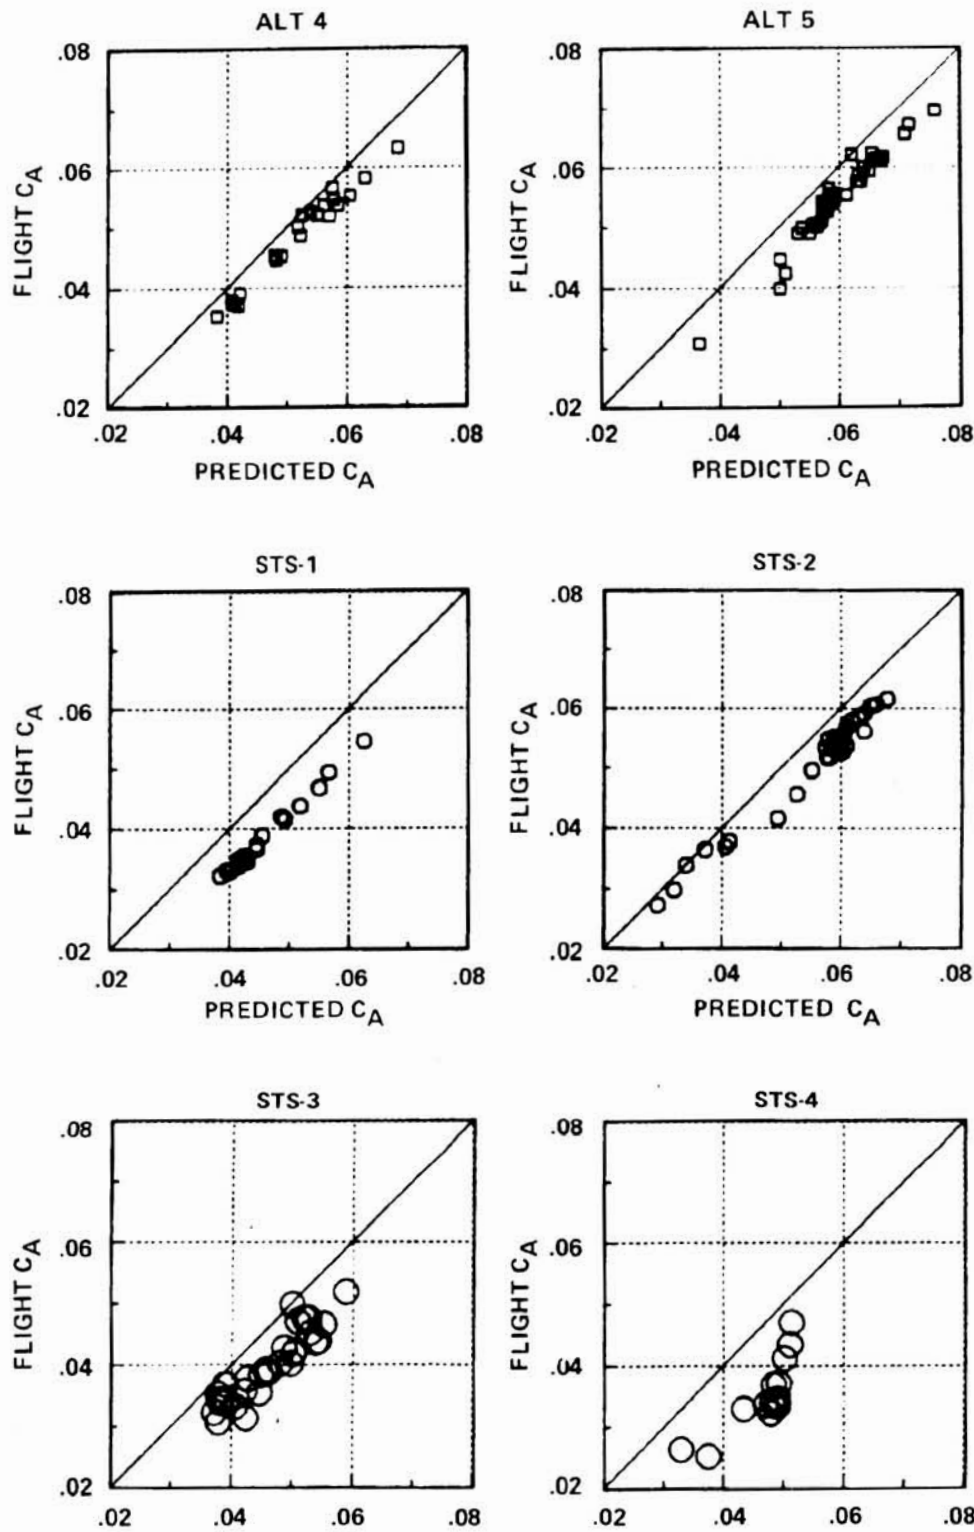 ALT 4
ALT 5
.08
.06
.04
.02
FLIGHT CA
.02 .04 .06 .08
PREDICTED CA
.08
.06
.04
.02
FLIGHT CA
.02 .04 .06 .08
PREDICTED CA
STS-1
STS-2
.08
.06
.04
.02
FLIGHT CA
.02 .04 .06 .08
PREDICTED CA
.08
.06
.04
.02
FLIGHT CA
.02 .04 .06 .08
PREDICTED CA
STS-3
STS-4
.08
.06
.04
.02
FLIGHT CA
.02 .04 .06 .08
.08
.06
.04
.02
FLIGHT CA
.02 .04 .06 .08